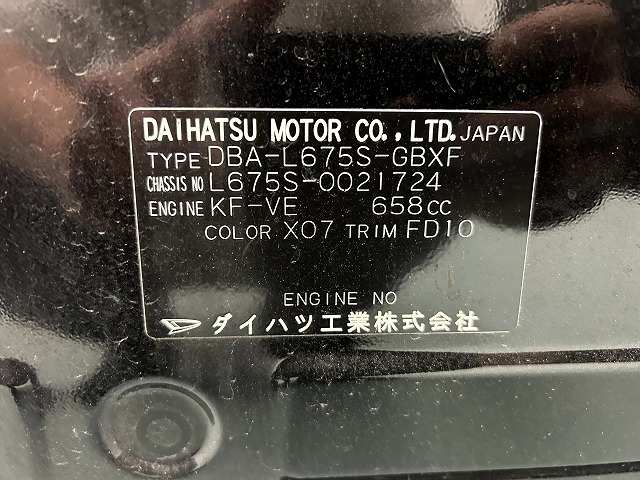 DAIHATSU MOTOR CO., LTD. JAPAN
TYPE DBA-L675S-GBXF
CHASSIS NO L675S-0021724
ENGINE KF-VE 658cc
COLOR X07 TRIM FD10
ENGINE NO
ダイハツ工業株式会社